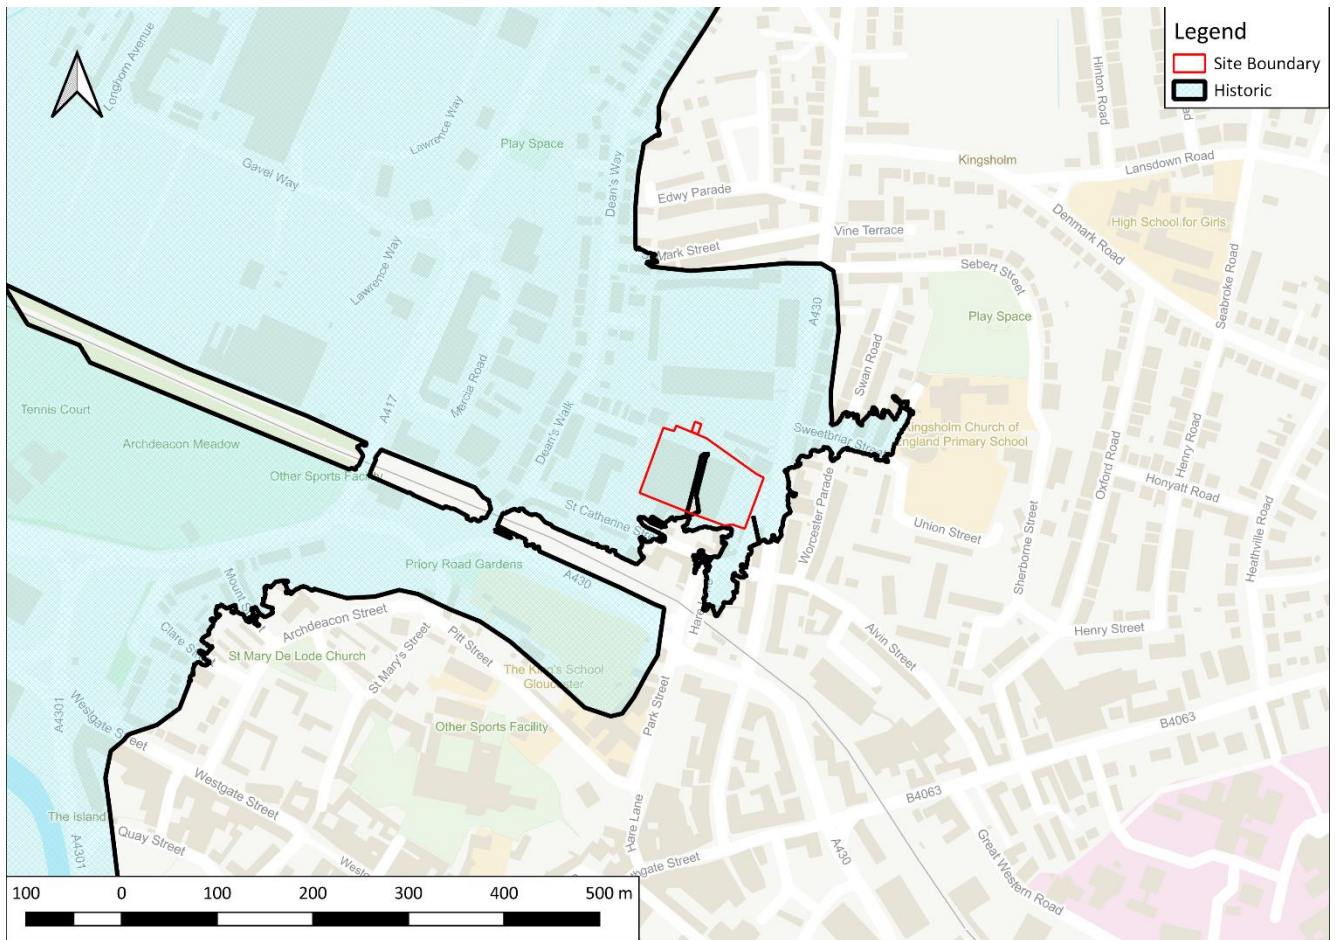 Legend
Site Boundary
Historic
Longhorn Avenue
Lawrence Way
Play Space
Gavel Way
Dean's Way
Hinton Road
Kingsholm
Lansdown Road
Edwy Parade
High School for Girls
Denmark Road
Vine Terrace
Mark Street
Sebert Street
Seabroke Road
Lawrence Way
A430
Play Space
Swan Road
Mercia Road
A417
Tennis Court
Dean's Walk
Archdeacon Meadow
Sweetbriar Street
Kingsholm Church of
England Primary School
Oxford Road
Henry Road
Other Sports Facility
Honyatt Road
St Catherine
Worcester Parade
Union Street
Heathville Road
Sherborne Street
Priory Road Gardens
A430
Mount
Archdeacon Street
Hare
Henry Street
Alvin Street
Clare
Pitt Street
St Mary De Lode Church
St Mary's Street
The King's School
Gloucester
A4301
Westgate Street
Park Street
Other Sports Facility
B4063
Westgate Street
B4063
The Island
Hare Lane
Quay Street
A4301
A430
Great Western Road
100 0 100 200 300 400 500 m